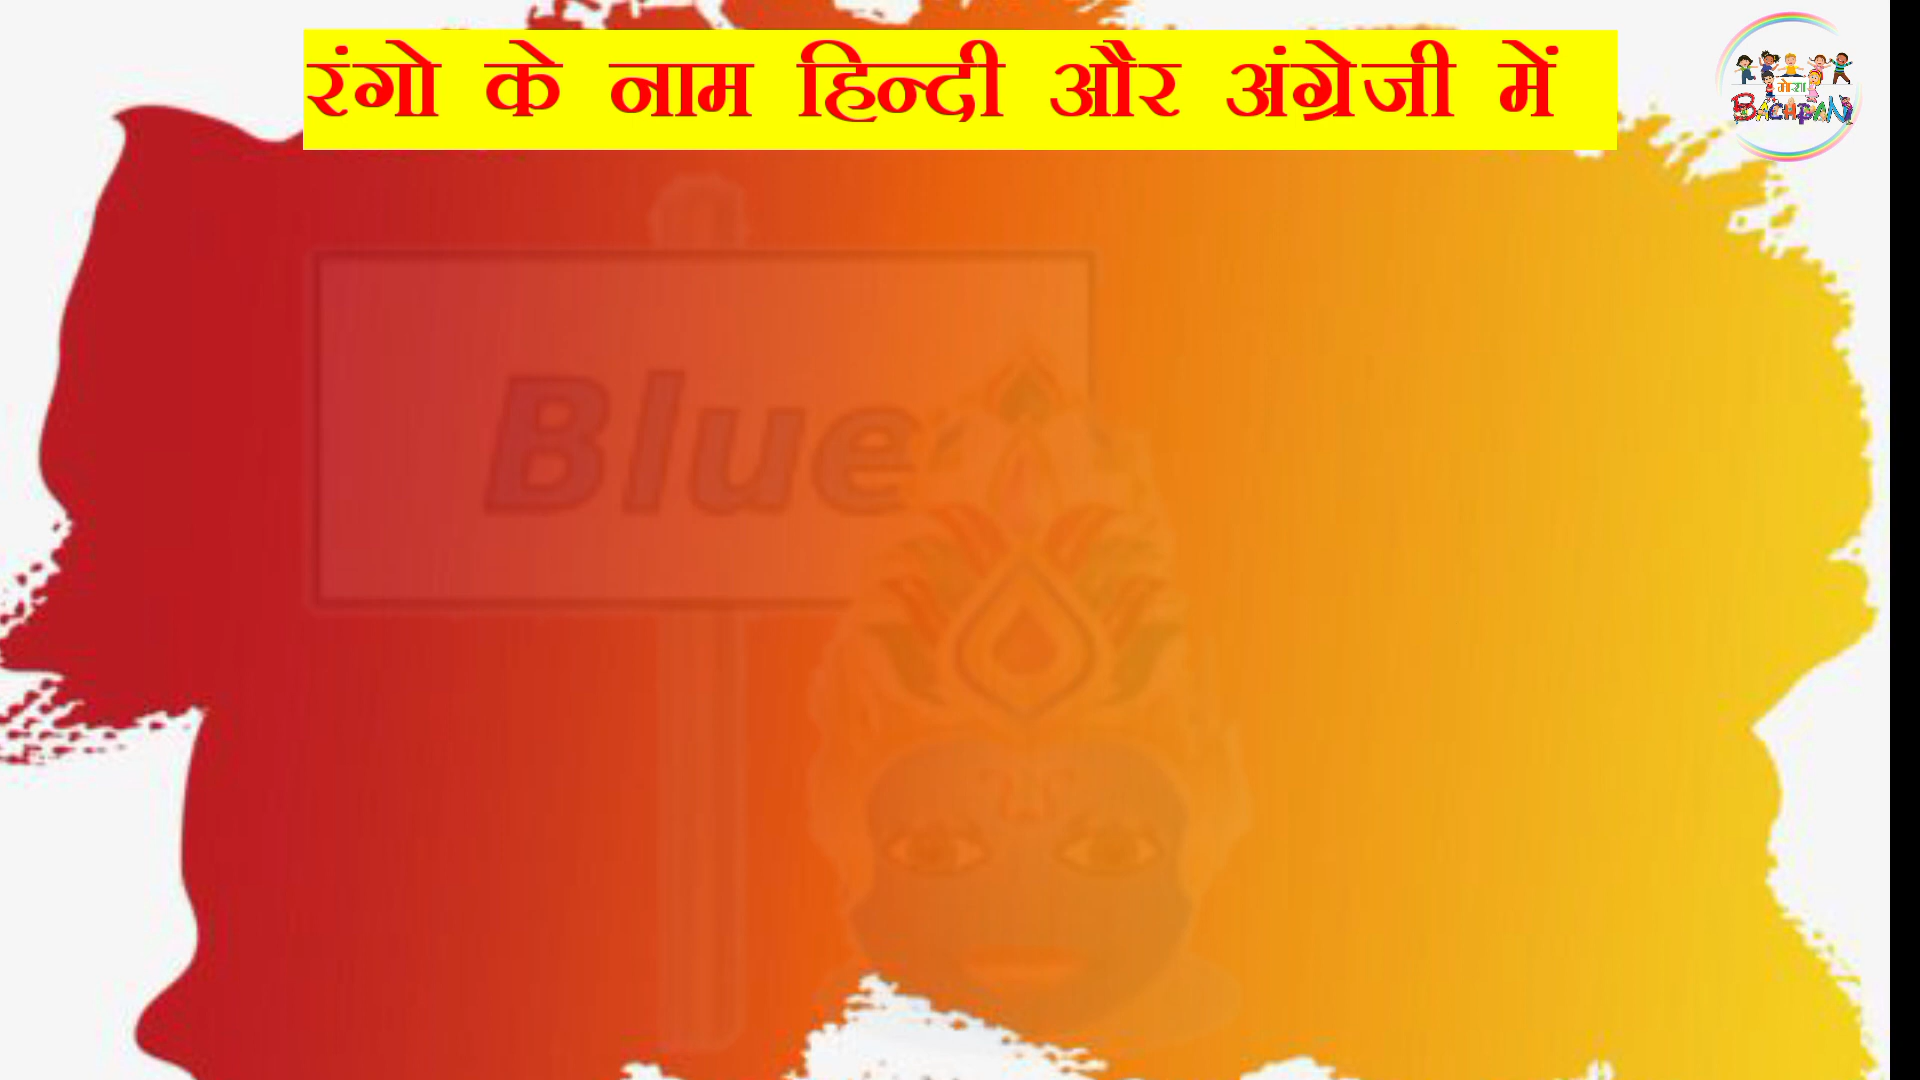 रंगो के नाम हिन्दी और अंग्रेजी में
मेरा
BACHPAN
Blue